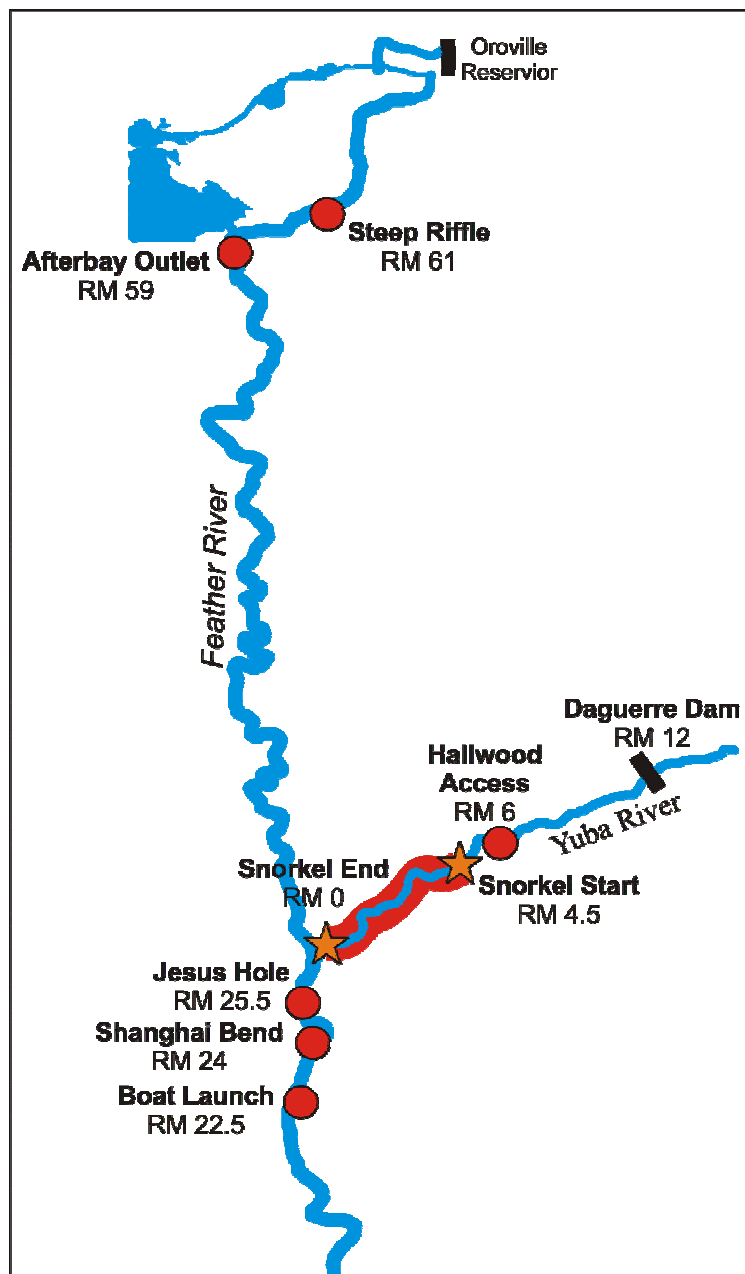 Oroville
Reservior
Steep Riffle
RM 61
Afterbay Outlet
RM 59
Feather River
Daguerre Dam
RM 12
Hallwood
Access
RM 6
Yuba River
Snorkel End
RM 0
Snorkel Start
RM 4.5
Jesus Hole
RM 25.5
Shanghai Bend
RM 24
Boat Launch
RM 22.5